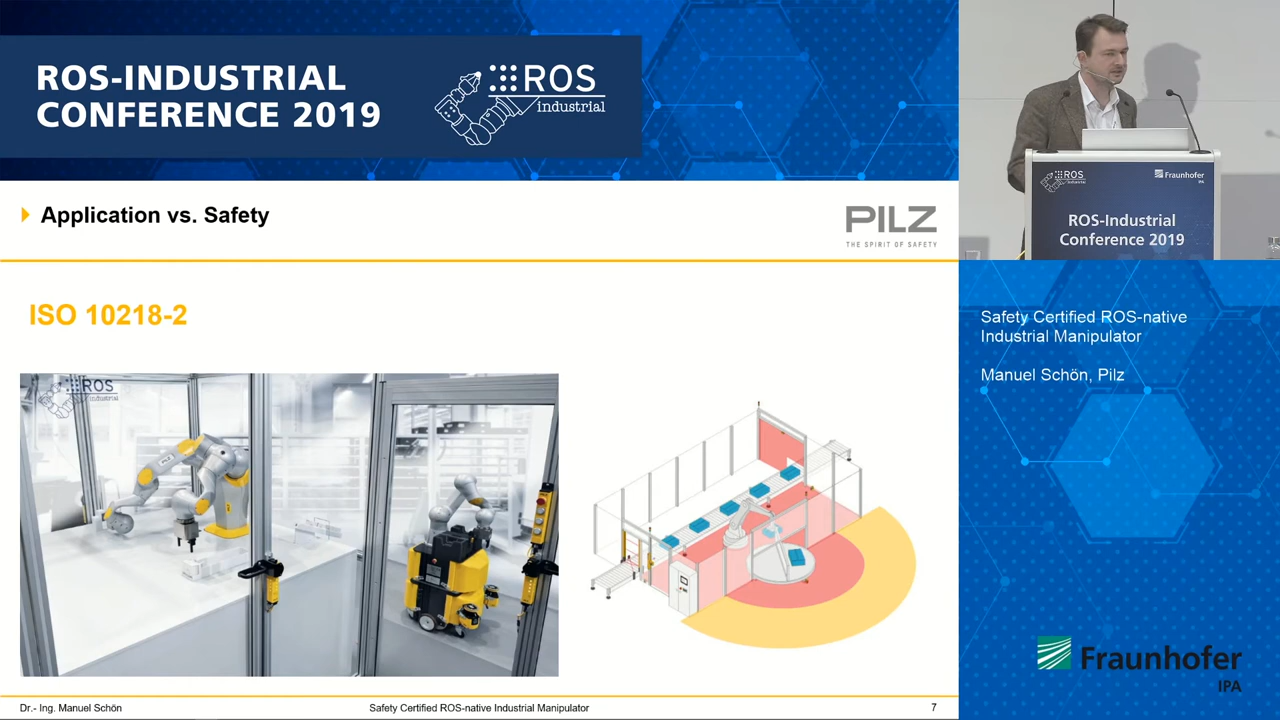 ROS-INDUSTRIAL
CONFERENCE 2019
ROS
industrial
Application vs. Safety
PILZ
THE SPIRIT OF SAFETY
ISO 10218-2
ROS
industrial
PILZ
Dr.- Ing. Manuel Schön
Safety Certified ROS-native Industrial Manipulator
7
ROS
industrial
Fraunhofer
IPA
ROS-Industrial
Conference 2019
Safety Certified ROS-native
Industrial Manipulator
Manuel Schön, Pilz
Fraunhofer
IPA